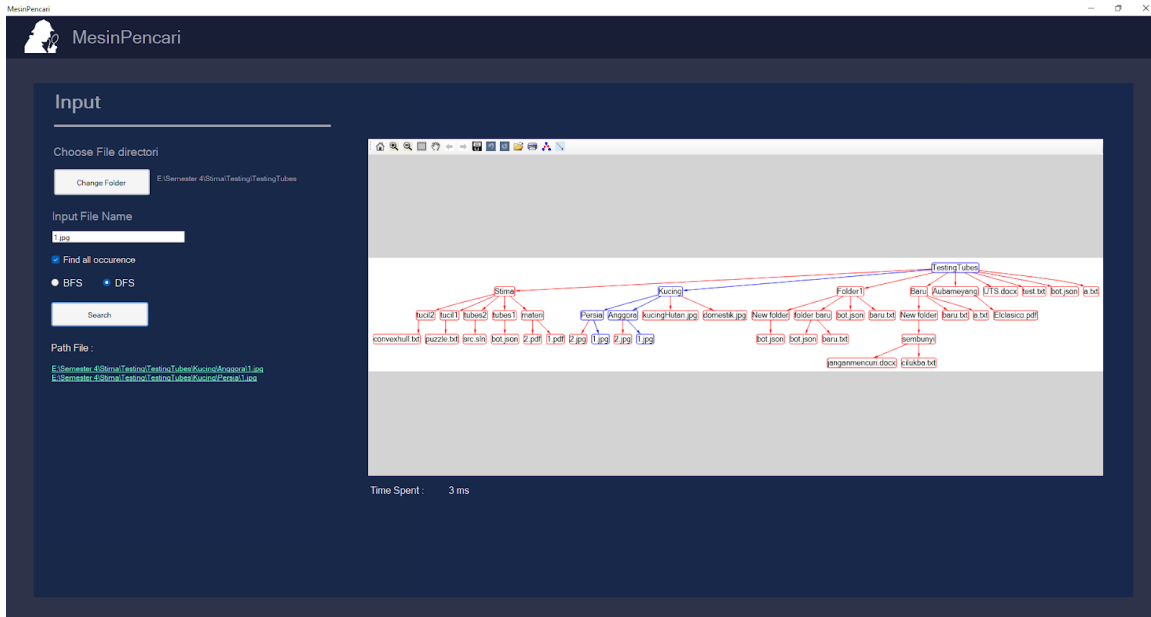 MesinPencari
MesinPencari
Input
Choose File directori
Change Folder
E:\Semester 4\Stima\Testing\TestingTubes
Input File Name
1.jpg
Find all occurence
BFS
DFS
Search
Path File :
E:\Semester 4\Stima\Testing\TestingTubes\Kucing\Anggora\1.jpg
E:\Semester 4\Stima\Testing\TestingTubes\Kucing\Persia\1.jpg
TestingTubes
Stima Kucing Folder1 Baru Aubameyang UTS.docx test.txt bot.json a.txt
tucil2 tucil1 tubes2 tubes1 materi Persia Anggora kucingHutan.jpg domestik.jpg New folder folder baru bot.json baru.txt New folder baru.txt a.txt Elclasico.pdf
convexhull.txt puzzle.txt src.sln bot.json 2.pdf 1.pdf 2.jpg 1.jpg 2.jpg 1.jpg bot.json bot.json baru.txt sembunyi
janganmencuri.docx cilukba.txt
Time Spent : 3 ms